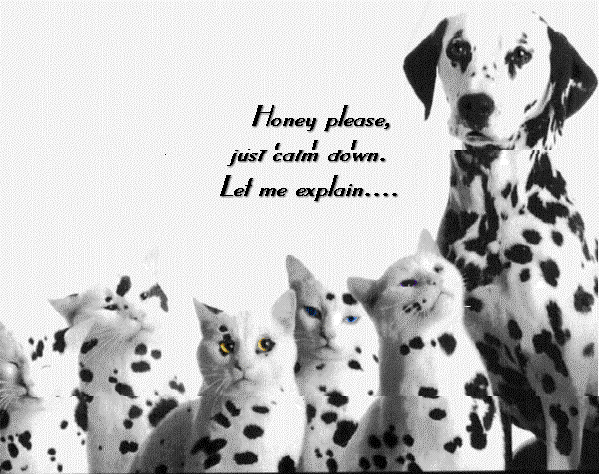 Honey please,
just calm down.
Let me explain....